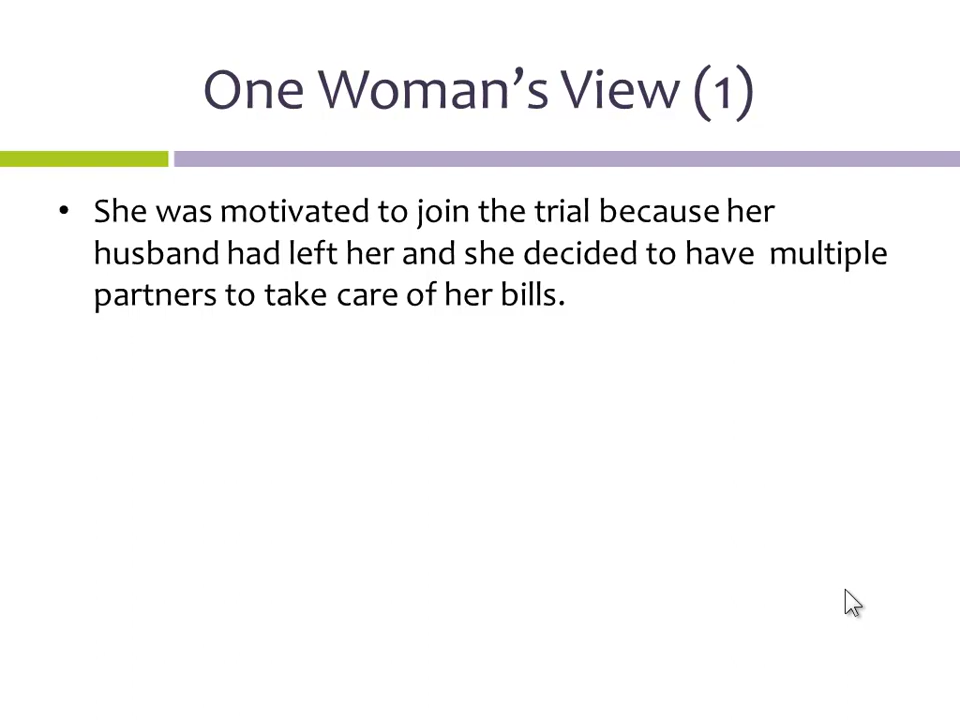 One Woman’s View (1)
• She was motivated to join the trial because her
husband had left her and she decided to have  multiple
partners to take care of her bills.